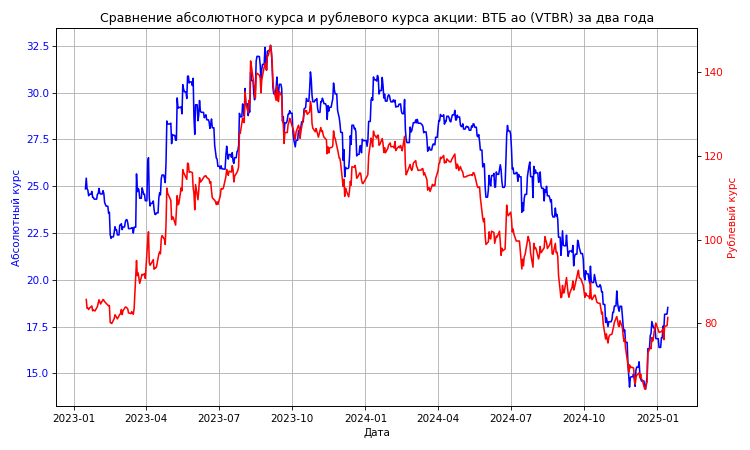 Сравнение абсолютного курса и рублевого курса акции: ВТБ ао (VTBR) за два года
32.5
30.0
27.5
25.0
22.5
20.0
17.5
15.0
Абсолютный курс
140
120
100
80
Рублевый курс
2023-01 2023-04 2023-07 2023-10 2024-01 2024-04 2024-07 2024-10 2025-01
Дата